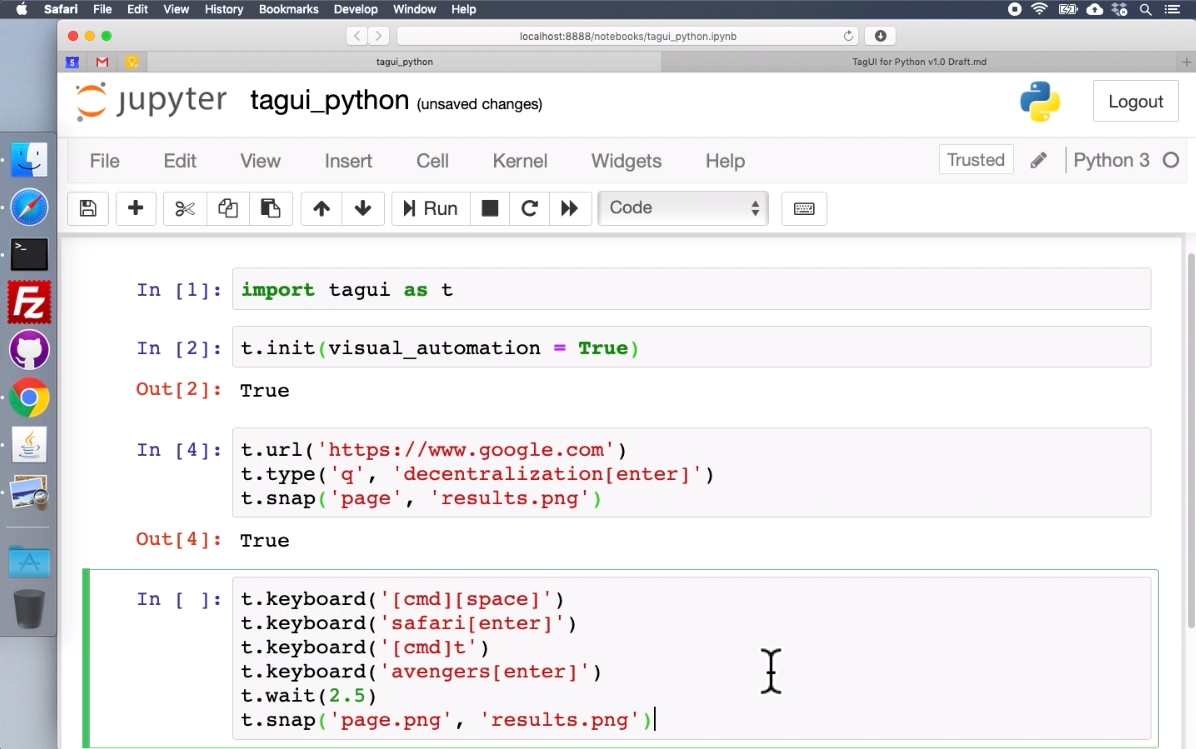 Safari File Edit View History Bookmarks Develop Window Help
localhost:8888/notebooks/tagui_python.ipynb
5 M tagui_python TagUI for Python v1.0 Draft.md +
jupyter tagui_python (unsaved changes) Logout
File Edit View Insert Cell Kernel Widgets Help Trusted Python 3
Run Code
>_
Fz
In [1]: import tagui as t
In [2]: t.init(visual_automation = True)
Out[2]: True
In [4]: t.url('https://www.google.com')
t.type('q', 'decentralization[enter]')
t.snap('page', 'results.png')
Out[4]: True
In [ ]: t.keyboard('[cmd][space]')
t.keyboard('safari[enter]')
t.keyboard('[cmd]t')
t.keyboard('avengers[enter]')
t.wait(2.5)
t.snap('page.png', 'results.png')